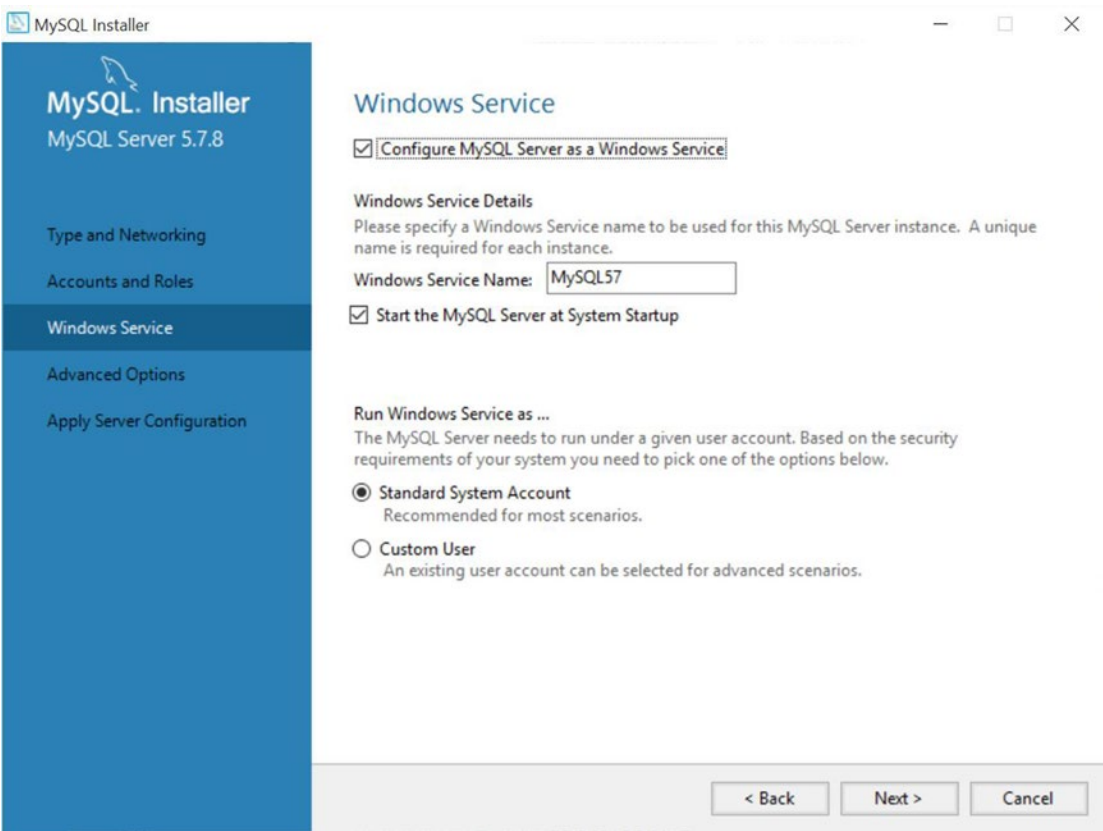 MySQL Installer
MySQL. Installer
MySQL Server 5.7.8
Type and Networking
Accounts and Roles
Windows Service
Advanced Options
Apply Server Configuration
Windows Service
Configure MySQL Server as a Windows Service
Windows Service Details
Please specify a Windows Service name to be used for this MySQL Server instance. A unique
name is required for each instance.
Windows Service Name: MySQL57
Start the MySQL Server at System Startup
Run Windows Service as ...
The MySQL Server needs to run under a given user account. Based on the security
requirements of your system you need to pick one of the options below.
Standard System Account
Recommended for most scenarios.
Custom User
An existing user account can be selected for advanced scenarios.
< Back Next > Cancel